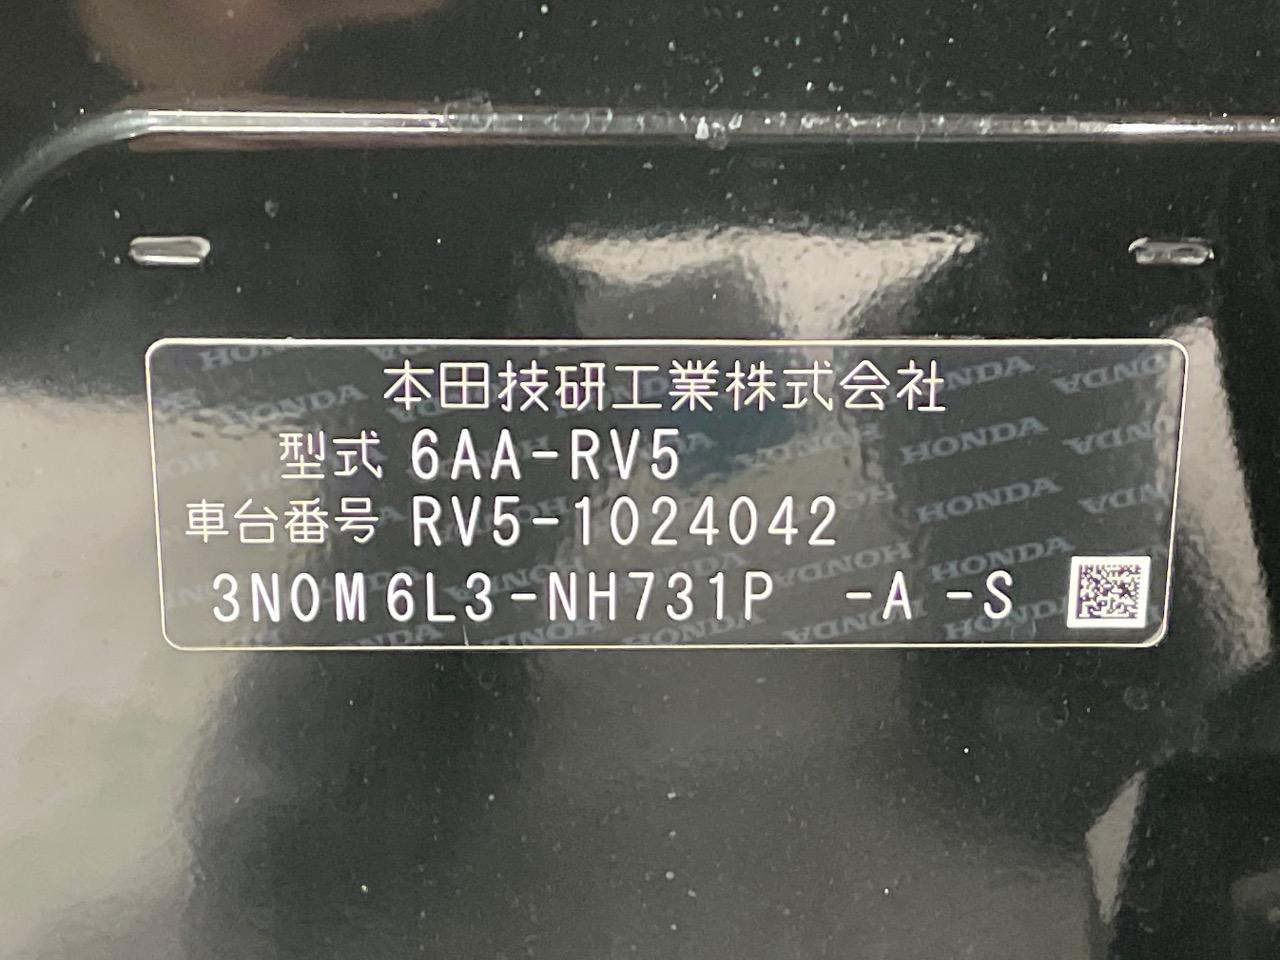 本田技研工業株式会社
型式 6AA-RV5
車台番号 RV5-1024042
3N0M6L3-NH731P -A -S